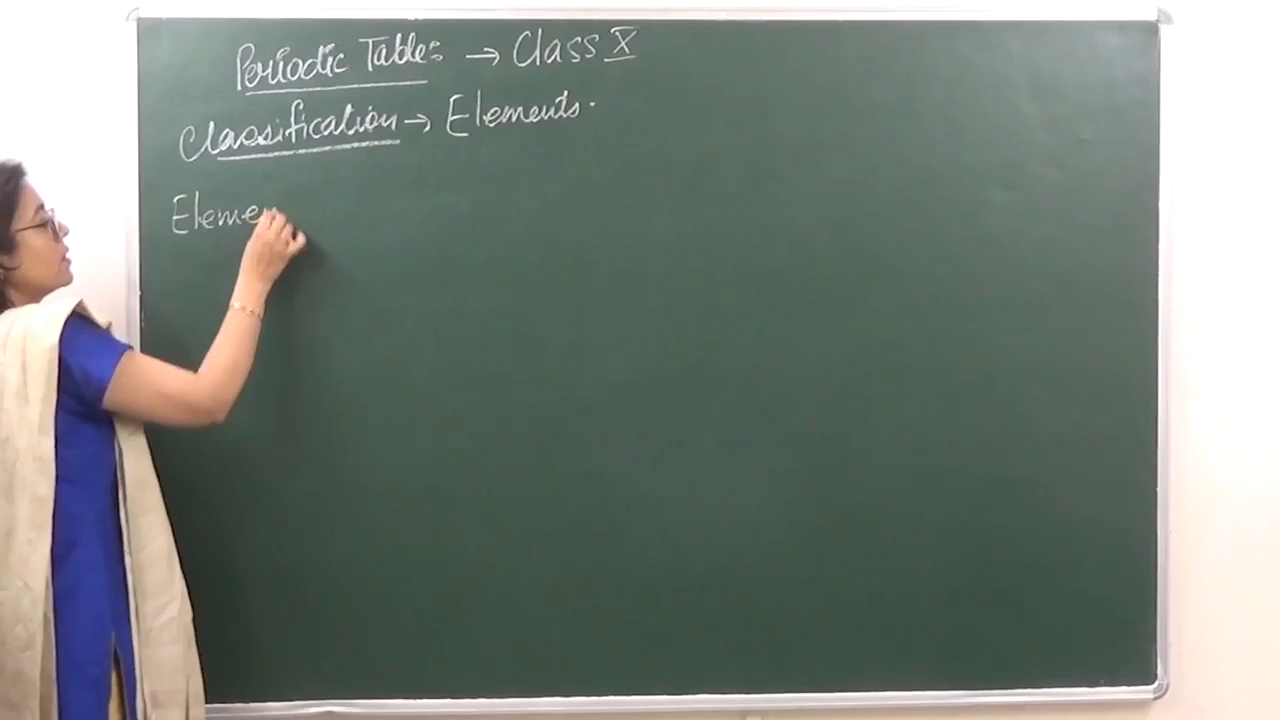 Periodic Table: → Class X
Classification → Elements.
Elemen